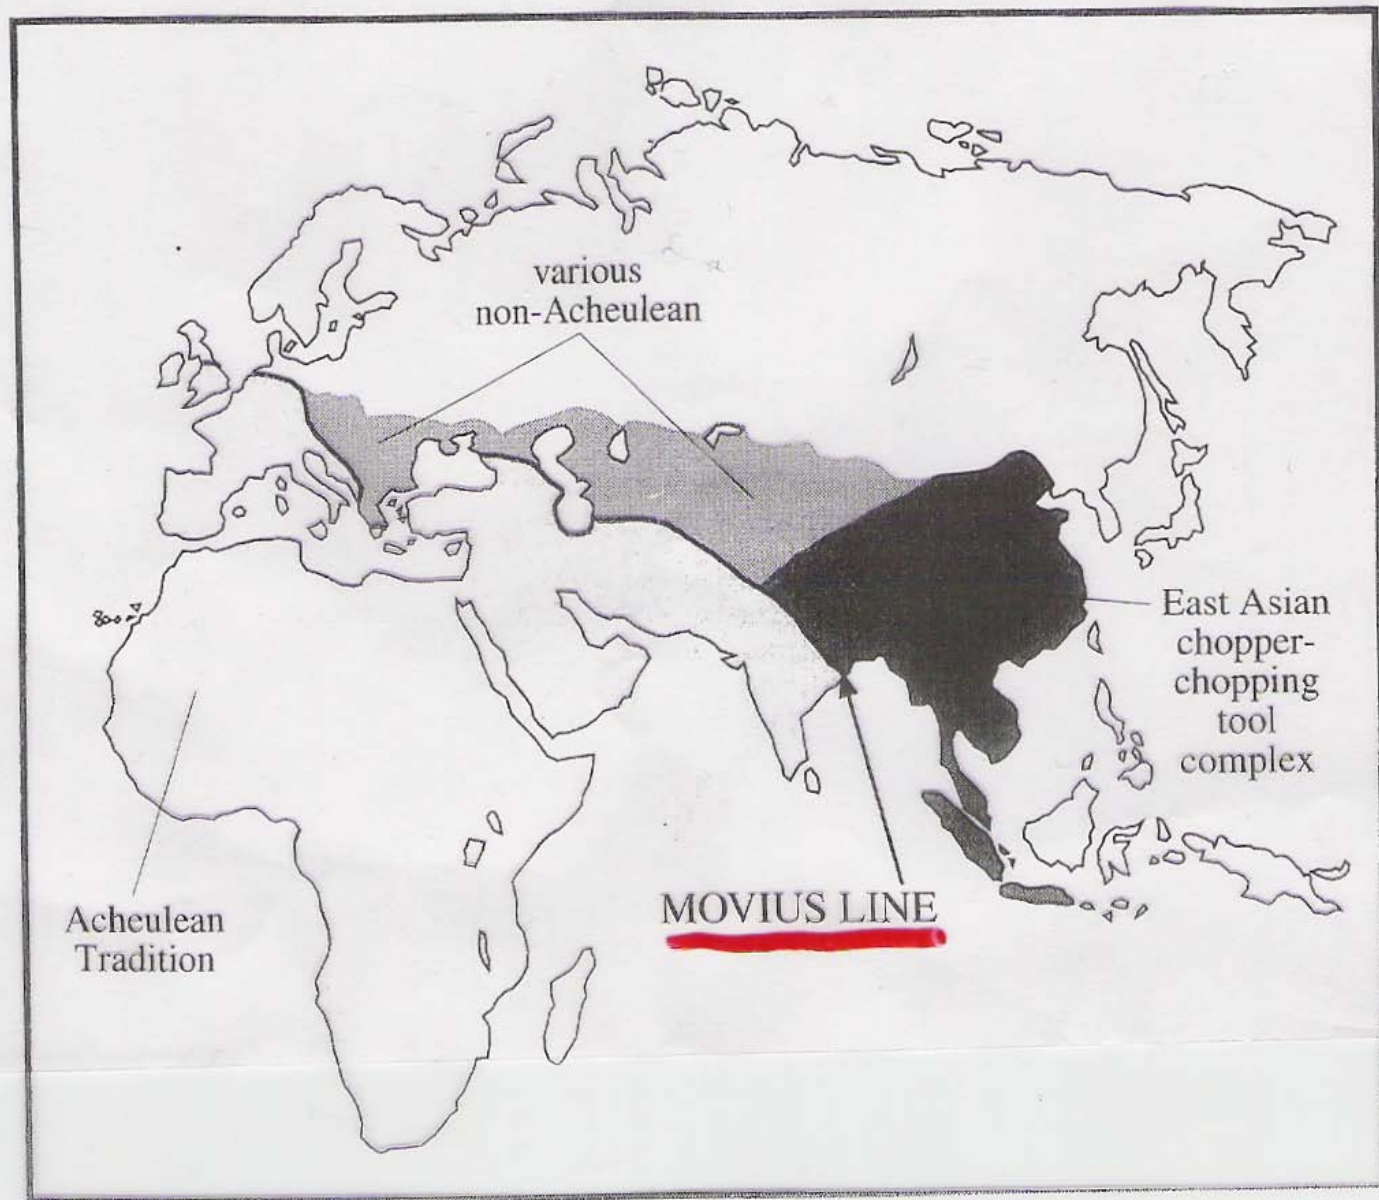 various
non-Acheulean
East Asian
chopper-
chopping
tool
complex
MOVIUS LINE
Acheulean
Tradition